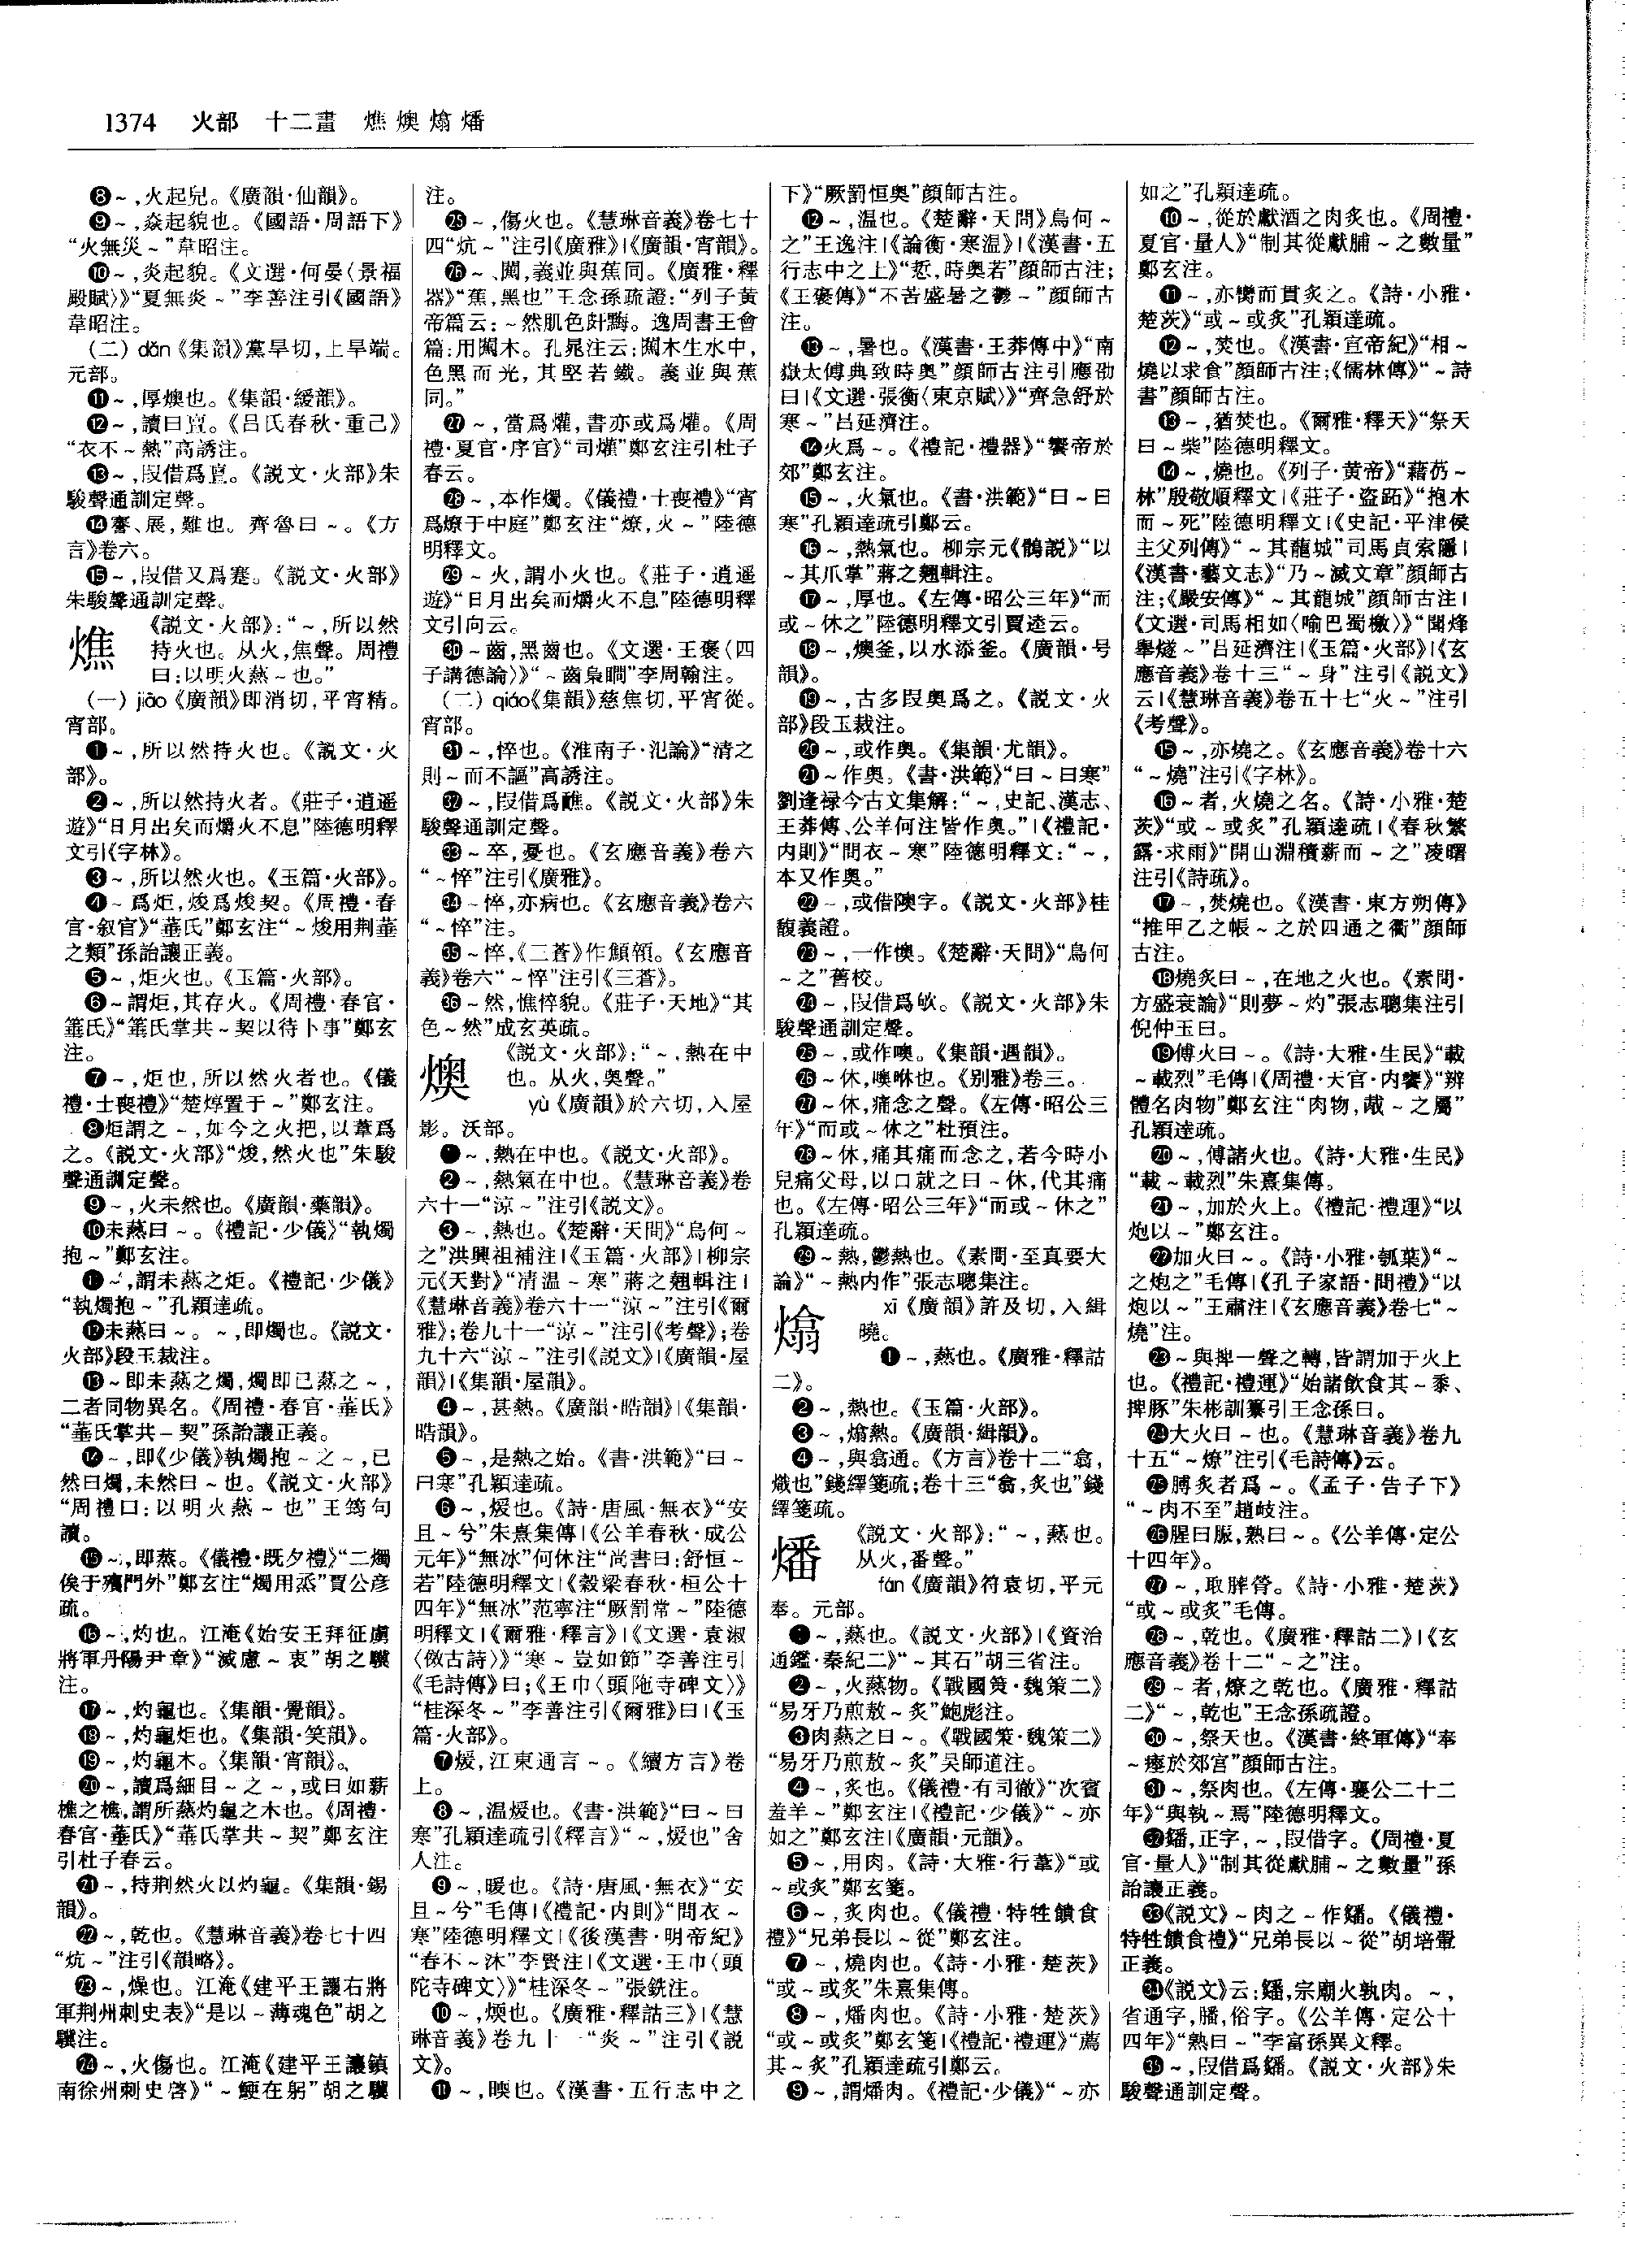 1374　火部　十二畫　燋燠熻燔
❽～，火起皃。《廣韻·仙韻》。
❾～，焱起貌也。《國語·周語下》
“火無災～”韋昭注。
❿～，炎起貌。《文選·何晏〈景福
殿賦〉》“夏無炎～”李善注引《國語》
韋昭注。
(二) dǎn《集韻》黨旱切，上旱端。
元部。
⓫～，厚燠也。《集韻·緩韻》。
⓬～，讀曰亶。《吕氏春秋·重己》
“衣不～熱”高誘注。
⓭～，叚借爲亶。《説文·火部》朱
駿聲通訓定聲。
⓮謇、展，難也。齊魯曰～。《方
言》卷六。
⓯～，叚借又爲蹇。《説文·火部》
朱駿聲通訓定聲。
燋
《説文·火部》：“～，所以然
持火也。从火，焦聲。周禮
曰：以明火爇～也。”
(一) jiāo《廣韻》即消切，平宵精。
宵部。
❶～，所以然持火也。《説文·火
部》。
❷～，所以然持火者。《莊子·逍遥
遊》“日月出矣而爝火不息”陸德明釋
文引《字林》。
❸～，所以然火也。《玉篇·火部》。
❹～爲炬，焌爲焌契。《周禮·春
官·叙官》“菙氏”鄭玄注“～焌用荆菙
之類”孫詒讓正義。
❺～，炬火也。《玉篇·火部》。
❻～謂炬，其存火。《周禮·春官·
菙氏》“菙氏掌共～契以待卜事”鄭玄
注。
❼～，炬也，所以然火者也。《儀
禮·士喪禮》“楚焞置于～”鄭玄注。
❽炬謂之～，如今之火把，以葦爲
之。《説文·火部》“焌，然火也”朱駿
聲通訓定聲。
❾～，火未然也。《廣韻·藥韻》。
❿未爇曰～。《禮記·少儀》“執燭
抱～”鄭玄注。
⓫～，謂未爇之炬。《禮記·少儀》
“執燭抱～”孔穎達疏。
⓬未爇曰～。～，即燭也。《説文·
火部》段玉裁注。
⓭～即未爇之燭，燭即已爇之～，
二者同物異名。《周禮·春官·菙氏》
“菙氏掌共～契”孫詒讓正義。
⓮～，即《少儀》執燭抱～之～，已
然曰燭，未然曰～也。《説文·火部》
“周禮曰：以明火爇～也”王筠句
讀。
⓯～，即蒸。《儀禮·既夕禮》“二燭
俟于殯門外”鄭玄注“燭用烝”賈公彦
疏。
⓰～，灼也。江淹《始安王拜征虜
將軍丹陽尹章》“滅慮～衷”胡之驥
注。
⓱～，灼龜也。《集韻·覺韻》。
⓲～，灼龜炬也。《集韻·笑韻》。
⓳～，灼龜木。《集韻·宵韻》。
⓴～，讀爲細目～之～，或曰如薪
樵之樵，謂所爇灼龜之木也。《周禮·
春官·菙氏》“菙氏掌共～契”鄭玄注
引杜子春云。
㉑～，持荆然火以灼龜。《集韻·錫
韻》。
㉒～，乾也。《慧琳音義》卷七十四
“炕～”注引《韻略》。
㉓～，燥也。江淹《建平王讓右將
軍荆州刺史表》“是以～薄魂色”胡之
驥注。
㉔～，火傷也。江淹《建平王讓鎮
南徐州刺史啓》“～鯁在躬”胡之驥
注。
㉕～，傷火也。《慧琳音義》卷七十
四“炕～”注引《廣雅》|《廣韻·宵韻》。
㉖～、䦰，義並與蕉同。《廣雅·釋
器》“蕉，黑也”王念孫疏證：“列子黄
帝篇云：～然肌色皯黣。逸周書王會
篇：用䦰木。孔晁注云：䦰木生水中，
色黑而光，其堅若鐵。義並與蕉
同。”
㉗～，當爲爟，書亦或爲爟。《周
禮·夏官·序官》“司爟”鄭玄注引杜子
春云。
㉘～，本作燭。《儀禮·士喪禮》“宵
爲燎于中庭”鄭玄注“燎，火～”陸德
明釋文。
㉙～火，謂小火也。《莊子·逍遥
遊》“日月出矣而爝火不息”陸德明釋
文引向云。
㉚～齒，黑齒也。《文選·王褒〈四
子講德論〉》“～齒梟瞯”李周翰注。
(二) qiáo《集韻》慈焦切，平宵從。
宵部。
㉛～，悴也。《淮南子·氾論》“清之
則～而不謳”高誘注。
㉜～，叚借爲醮。《説文·火部》朱
駿聲通訓定聲。
㉝～卒，憂也。《玄應音義》卷六
“～悴”注引《廣雅》。
㉞～悴，亦病也。《玄應音義》卷六
“～悴”注。
㉟～悴，《三蒼》作顦顇。《玄應音
義》卷六“～悴”注引《三蒼》。
㊱～然，憔悴貌。《莊子·天地》“其
色～然”成玄英疏。
燠
《説文·火部》：“～，熱在中
也。从火，奥聲。”
yù《廣韻》於六切，入屋
影。沃部。
❶～，熱在中也。《説文·火部》。
❷～，熱氣在中也。《慧琳音義》卷
六十一“涼～”注引《説文》。
❸～，熱也。《楚辭·天問》“烏何～
之”洪興祖補注|《玉篇·火部》|柳宗
元《天對》“凊温～寒”蔣之翹輯注|
《慧琳音義》卷六十一“涼～”注引《爾
雅》；卷九十一“涼～”注引《考聲》；卷
九十六“涼～”注引《説文》|《廣韻·屋
韻》|《集韻·屋韻》。
❹～，甚熱。《廣韻·晧韻》|《集韻·
晧韻》。
❺～，是熱之始。《書·洪範》“曰～
曰寒”孔穎達疏。
❻～，煖也。《詩·唐風·無衣》“安
且～兮”朱熹集傳|《公羊春秋·成公
元年》“無冰”何休注“尚書曰：舒恒～
若”陸德明釋文|《穀梁春秋·桓公十
四年》“無冰”范寧注“厥罰常～”陸德
明釋文|《爾雅·釋言》|《文選·袁淑
〈倣古詩〉》“寒～豈如節”李善注引
《毛詩傳》曰；《王巾〈頭陁寺碑文〉》
“桂深冬～”李善注引《爾雅》曰|《玉
篇·火部》。
❼煖，江東通言～。《續方言》卷
上。
❽～，温煖也。《書·洪範》“曰～曰
寒”孔穎達疏引《釋言》“～，煖也”舍
人注。
❾～，暖也。《詩·唐風·無衣》“安
且～兮”毛傳|《禮記·内則》“問衣～
寒”陸德明釋文|《後漢書·明帝紀》
“春不～沐”李賢注|《文選·王巾〈頭
陀寺碑文〉》“桂深冬～”張銑注。
❿～，煗也。《廣雅·釋詁三》|《慧
琳音義》卷九十一“炎～”注引《説
文》。
⓫～，暎也。《漢書·五行志中之
下》“厥罰恒奥”顔師古注。
⓬～，温也。《楚辭·天問》烏何～
之”王逸注|《論衡·寒温》|《漢書·五
行志中之上》“悊，時奥若”顔師古注；
《王褒傳》“不苦盛暑之鬱～”顔師古
注。
⓭～，暑也。《漢書·王莽傳中》“南
嶽太傅典致時奥”顔師古注引應劭
曰|《文選·張衡〈東京賦〉》“齊急舒於
寒～”吕延濟注。
⓮火爲～。《禮記·禮器》“饗帝於
郊”鄭玄注。
⓯～，火氣也。《書·洪範》“曰～曰
寒”孔穎達疏引鄭云。
⓰～，熱氣也。柳宗元《鶻説》“以
～其爪掌”蔣之翹輯注。
⓱～，厚也。《左傳·昭公三年》“而
或～休之”陸德明釋文引賈逵云。
⓲～，燠釜，以水添釜。《廣韻·号
韻》。
⓳～，古多叚奥爲之。《説文·火
部》段玉裁注。
⓴～，或作奥。《集韻·尤韻》。
㉑～作奥。《書·洪範》“曰～曰寒”
劉逢禄今古文集解：“～，史記、漢志、
王莽傳、公羊何注皆作奥。”|《禮記·
内則》“問衣～寒”陸德明釋文：“～，
本又作奥。”
㉒～，或借隩字。《説文·火部》桂
馥義證。
㉓～，一作懊。《楚辭·天問》“烏何
～之”舊校。
㉔～，叚借爲㰲。《説文·火部》朱
駿聲通訓定聲。
㉕～，或作噢。《集韻·遇韻》。
㉖～休，噢咻也。《别雅》卷三。
㉗～休，痛念之聲。《左傳·昭公三
年》“而或～休之”杜預注。
㉘～休，痛其痛而念之，若今時小
兒痛父母，以口就之曰～休，代其痛
也。《左傳·昭公三年》“而或～休之”
孔穎達疏。
㉙～熱，鬱熱也。《素問·至真要大
論》“～熱内作”張志聰集注。
熻
xī《廣韻》許及切，入緝
曉。
❶～，爇也。《廣雅·釋詁
二》。
❷～，熱也。《玉篇·火部》。
❸～，熻熱。《廣韻·緝韻》。
❹～，與翕通。《方言》卷十二“翕，
熾也”錢繹箋疏；卷十三“翕，炙也”錢
繹箋疏。
燔
《説文·火部》：“～，爇也。
从火，番聲。”
fán《廣韻》符袁切，平元
奉。元部。
❶～，爇也。《説文·火部》|《資治
通鑑·秦紀二》“～其石”胡三省注。
❷～，火爇物。《戰國策·魏策二》
“易牙乃煎敖～炙”鮑彪注。
❸肉爇之曰～。《戰國策·魏策二》
“易牙乃煎敖～炙”吴師道注。
❹～，炙也。《儀禮·有司徹》“次賓
羞羊～”鄭玄注|《禮記·少儀》“～亦
如之”鄭玄注|《廣韻·元韻》。
❺～，用肉。《詩·大雅·行葦》“或
～或炙”鄭玄箋。
❻～，炙肉也。《儀禮·特牲饋食
禮》“兄弟長以～從”鄭玄注。
❼～，燒肉也。《詩·小雅·楚茨》
“或～或炙”朱熹集傳。
❽～，燔肉也。《詩·小雅·楚茨》
“或～或炙”鄭玄箋|《禮記·禮運》“薦
其～炙”孔穎達疏引鄭云。
❾～，謂燔肉。《禮記·少儀》“～亦
如之”孔穎達疏。
❿～，從於獻酒之肉炙也。《周禮·
夏官·量人》“制其從獻脯～之數量”
鄭玄注。
⓫～，亦臠而貫炙之。《詩·小雅·
楚茨》“或～或炙”孔穎達疏。
⓬～，焚也。《漢書·宣帝紀》“相～
燒以求食”顔師古注；《儒林傳》“～詩
書”顔師古注。
⓭～，猶焚也。《爾雅·釋天》“祭天
曰～柴”陸德明釋文。
⓮～，燒也。《列子·黄帝》“藉芿～
林”殷敬順釋文|《莊子·盗跖》“抱木
而～死”陸德明釋文|《史記·平津侯
主父列傳》“～其蘢城”司馬貞索隱|
《漢書·藝文志》“乃～滅文章”顔師古
注；《嚴安傳》“～其龍城”顔師古注|
《文選·司馬相如〈喻巴蜀檄〉》“聞烽
舉燧～”吕延濟注|《玉篇·火部》|《玄
應音義》卷十三“～身”注引《説文》
云|《慧琳音義》卷五十七“火～”注引
《考聲》。
⓯～，亦燒之。《玄應音義》卷十六
“～燒”注引《字林》。
⓰～者，火燒之名。《詩·小雅·楚
茨》“或～或炙”孔穎達疏|《春秋繁
露·求雨》“開山淵積薪而～之”凌曙
注引《詩疏》。
⓱～，焚燒也。《漢書·東方朔傳》
“推甲乙之帳～之於四通之衢”顔師
古注。
⓲燒炙曰～，在地之火也。《素問·
方盛衰論》“則夢～灼”張志聰集注引
倪仲玉曰。
⓳傅火曰～。《詩·大雅·生民》“載
～載烈”毛傳|《周禮·天官·内饔》“辨
體名肉物”鄭玄注“肉物，胾～之屬”
孔穎達疏。
⓴～，傅諸火也。《詩·大雅·生民》
“載～載烈”朱熹集傳。
㉑～，加於火上。《禮記·禮運》“以
炮以～”鄭玄注。
㉒加火曰～。《詩·小雅·瓠葉》“～
之炮之”毛傳|《孔子家語·問禮》“以
炮以～”王肅注|《玄應音義》卷七“～
燒”注。
㉓～與捭一聲之轉，皆謂加于火上
也。《禮記·禮運》“始諸飲食其～黍、
捭豚”朱彬訓纂引王念孫曰。
㉔大火曰～也。《慧琳音義》卷九
十五“～燎”注引《毛詩傳》云。
㉕膊炙者爲～。《孟子·告子下》
“～肉不至”趙岐注。
㉖腥曰脤，熟曰～。《公羊傳·定公
十四年》。
㉗～，取膟膋。《詩·小雅·楚茨》
“或～或炙”毛傳。
㉘～，乾也。《廣雅·釋詁二》|《玄
應音義》卷十二“～之”注。
㉙～者，燎之乾也。《廣雅·釋詁
二》“～，乾也”王念孫疏證。
㉚～，祭天也。《漢書·終軍傳》“奉
～瘞於郊宫”顔師古注。
㉛～，祭肉也。《左傳·襄公二十二
年》“與執～焉”陸德明釋文。
㉜鐇，正字，～，叚借字。《周禮·夏
官·量人》“制其從獻脯～之數量”孫
詒讓正義。
㉝《説文》～肉之～作䊩。《儀禮·
特牲饋食禮》“兄弟長以～從”胡培翬
正義。
㉞《説文》云：䊩，宗廟火孰肉。～，
省通字，膰，俗字。《公羊傳·定公十
四年》“熟曰～”李富孫異文釋。
㉟～，叚借爲䊩。《説文·火部》朱
駿聲通訓定聲。